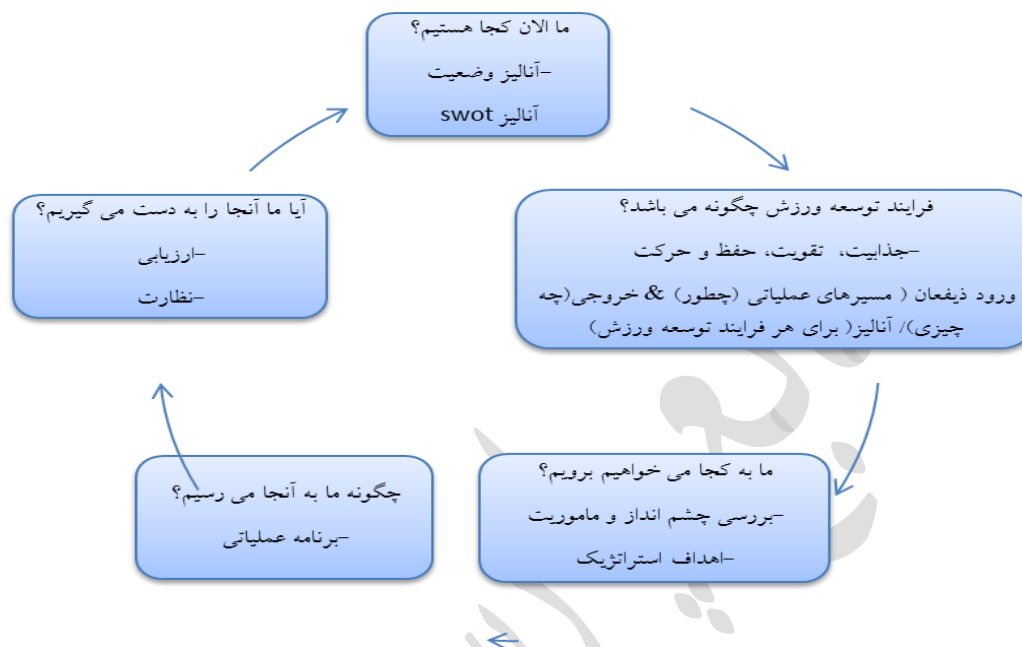 ما الان کجا هستیم؟
–آنالیز وضعیت
آنالیز swot
فرایند توسعه ورزش چگونه می باشد؟
–جذابیت، تقویت، حفظ و حرکت
ورود ذیفعان ( مسیرهای عملیاتی (چطور) & خروجی(چه
چیزی)/ آنالیز( برای هر فرایند توسعه ورزش)
ما به کجا می خواهیم برویم؟
–بررسی چشم انداز و ماموریت
–اهداف استراتژیک
چگونه ما به آنجا می رسیم؟
–برنامه عملیاتی
آیا ما آنجا را به دست می گیریم؟
–ارزیابی
–نظارت